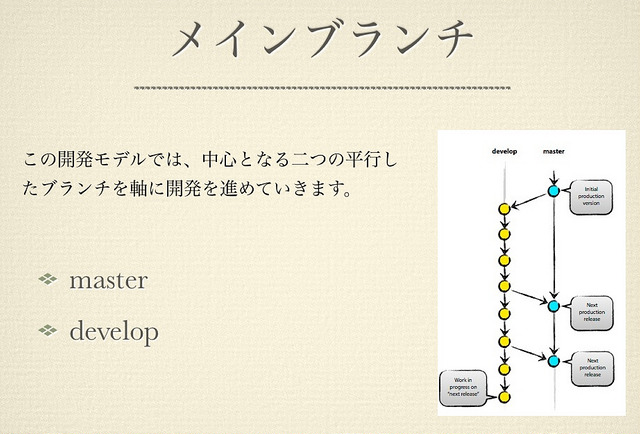 メインブランチ
この開発モデルでは、中心となる二つの平行し
たブランチを軸に開発を進めていきます。
master
develop
develop master
Initial
production
version
Next
production
release
Next
production
release
Work in
progress on
"next release"